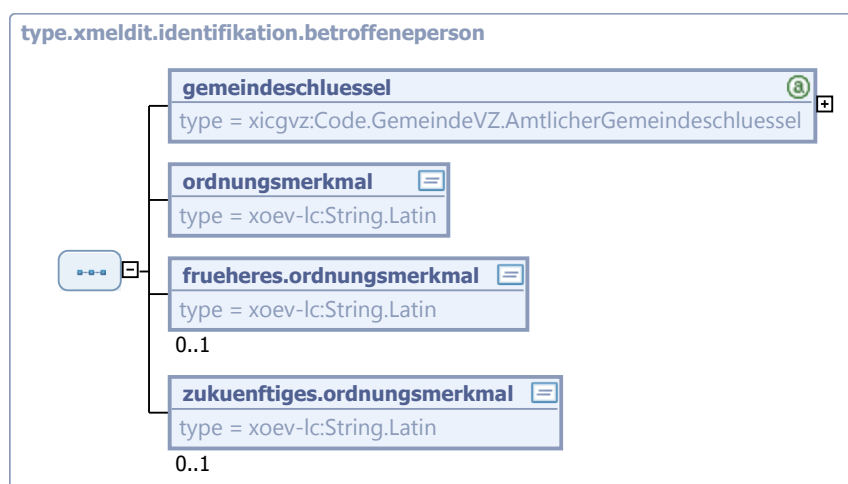 type.xmeldit.identifikation.betroffeneperson
gemeindeschluessel
type = xicgvz:Code.GemeindeVZ.AmtlicherGemeindeschluessel
ordnungsmerkmal
type = xoev-lc:String.Latin
frueheres.ordnungsmerkmal
type = xoev-lc:String.Latin
0..1
zukuenftiges.ordnungsmerkmal
type = xoev-lc:String.Latin
0..1